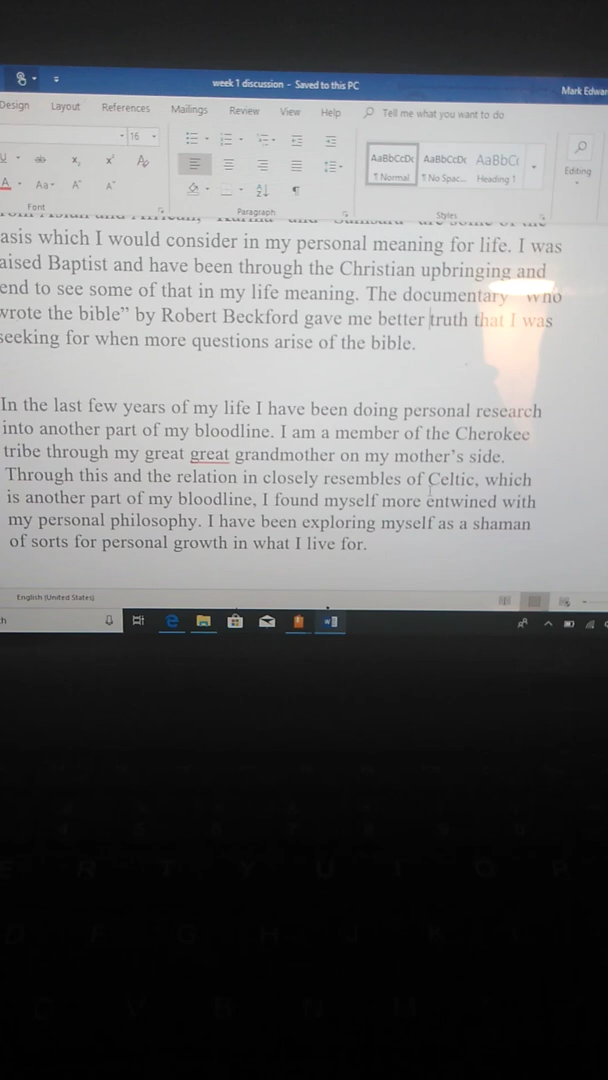 week 1 discussion - Saved to this PC
Mark Edwar
Design Layout References Mailings Review View Help Tell me what you want to do
16
AaBbCcDc AaBbCcDc AaBbC
¶ Normal ¶ No Spac... Heading 1
Editing
Font Paragraph Styles
asis which I would consider in my personal meaning for life. I was
aised Baptist and have been through the Christian upbringing and
end to see some of that in my life meaning. The documentary who
wrote the bible” by Robert Beckford gave me better truth that I was
seeking for when more questions arise of the bible.
In the last few years of my life I have been doing personal research
into another part of my bloodline. I am a member of the Cherokee
tribe through my great great grandmother on my mother's side.
Through this and the relation in closely resembles of Celtic, which
is another part of my bloodline, I found myself more entwined with
my personal philosophy. I have been exploring myself as a shaman
of sorts for personal growth in what I live for.
English (United States)